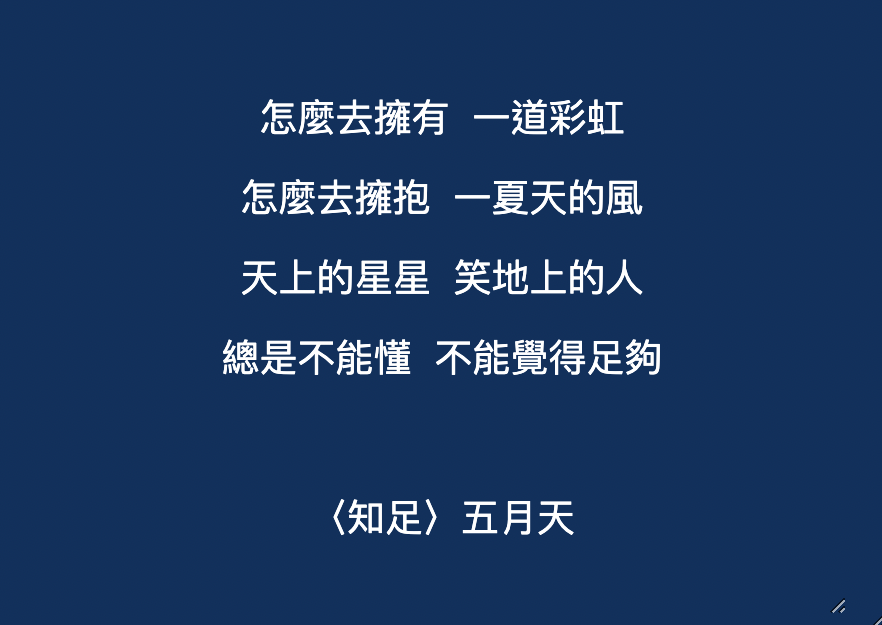 怎麼去擁有 一道彩虹
怎麼去擁抱 一夏天的風
天上的星星 笑地上的人
總是不能懂 不能覺得足夠
〈知足〉五月天